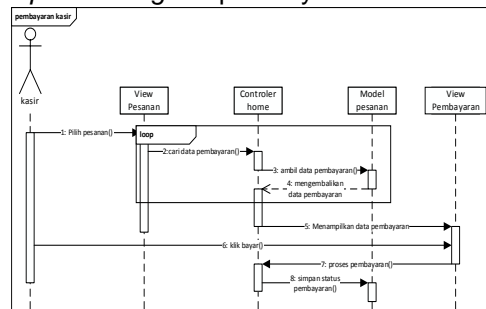 pembayaran kasir
kasir
View
Pesanan
Controler
home
Model
pesanan
View
Pembayaran
1: Pilih pesanan()
loop
2:cari data pembayaran()
3: ambil data pembayaran()
4: mengembalikan
data pembayaran
5: Menampilkan data pembayaran
6: klik bayar()
7: proses pembayaran()
8: simpan status
pembayaran()